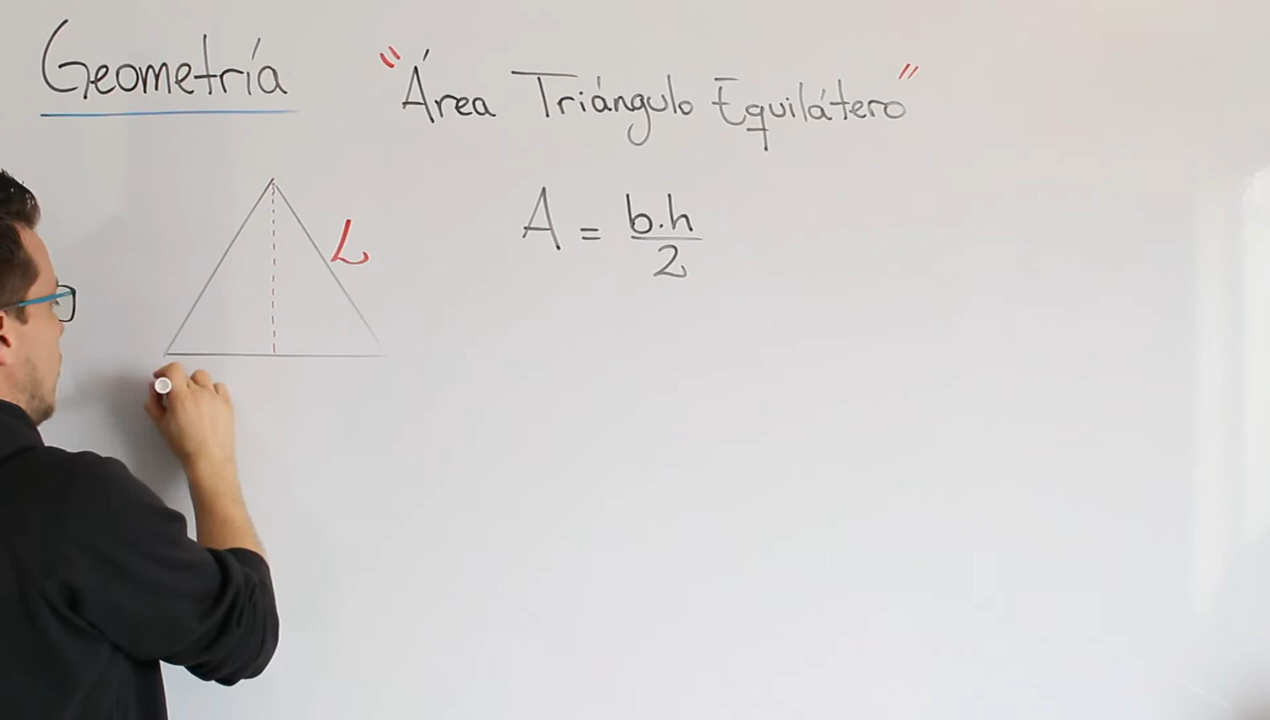 Geometría
"Área Triángulo Equilátero"
L
A = b.h
2